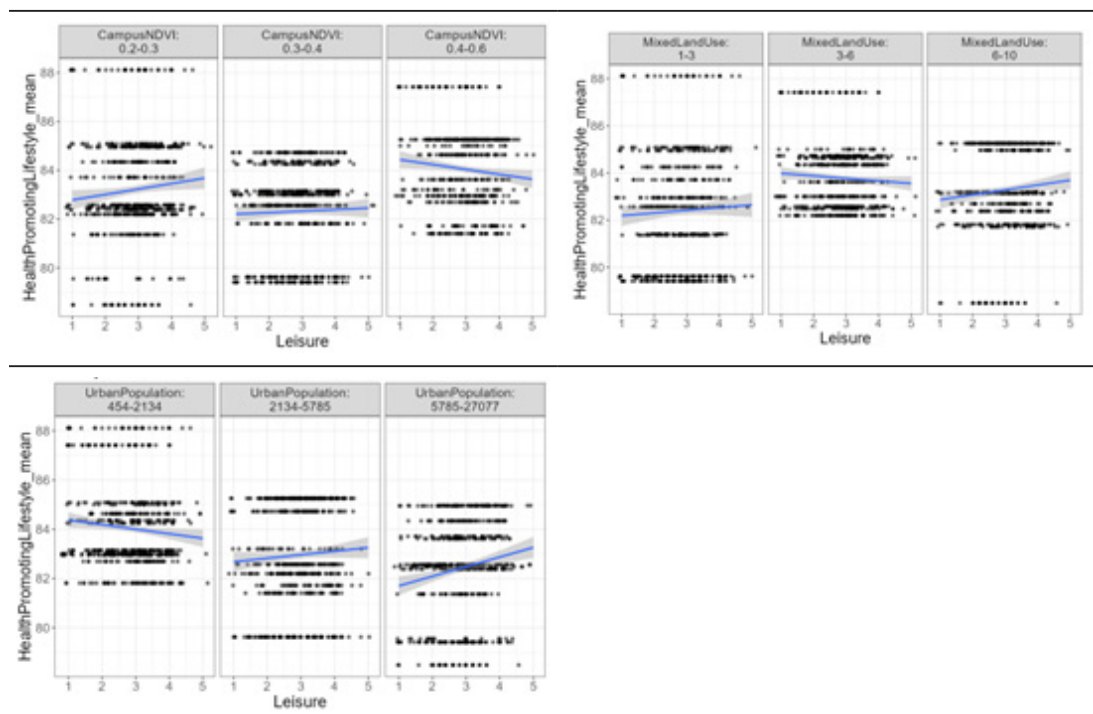 CampusNDVI:
0.2-0.3
CampusNDVI:
0.3-0.4
CampusNDVI:
0.4-0.6
HealthPromotingLifestyle_mean
88
86
84
82
80
1 2 3 4 5
1 2 3 4 5
1 2 3 4 5
Leisure
MixedLandUse:
1-3
MixedLandUse:
3-6
MixedLandUse:
6-10
HealthPromotingLifestyle_mean
88
86
84
82
80
1 2 3 4 5
1 2 3 4 5
1 2 3 4 5
Leisure
UrbanPopulation:
454-2134
UrbanPopulation:
2134-5785
UrbanPopulation:
5785-27077
HealthPromotingLifestyle_mean
88
86
84
82
80
1 2 3 4 5
1 2 3 4 5
1 2 3 4 5
Leisure